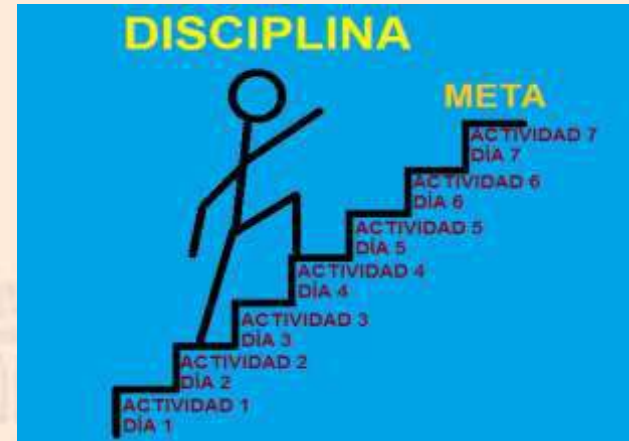 DISCIPLINA
META
ACTIVIDAD 7
DÍA 7
ACTIVIDAD 6
DÍA 6
ACTIVIDAD 5
DÍA 5
ACTIVIDAD 4
DÍA 4
ACTIVIDAD 3
DÍA 3
ACTIVIDAD 2
DÍA 2
ACTIVIDAD 1
DÍA 1